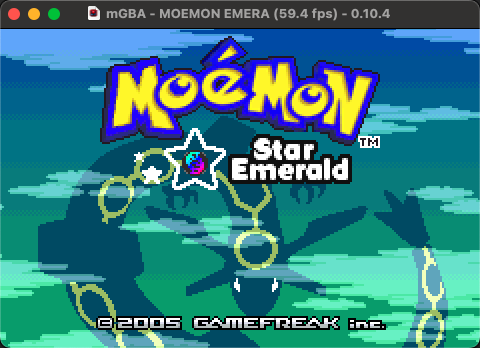 mGBA - MOEMON EMERA (59.4 fps) - 0.10.4
MOéMON
TM
Star
Emerald
©2005 GAMEFREAK inc.